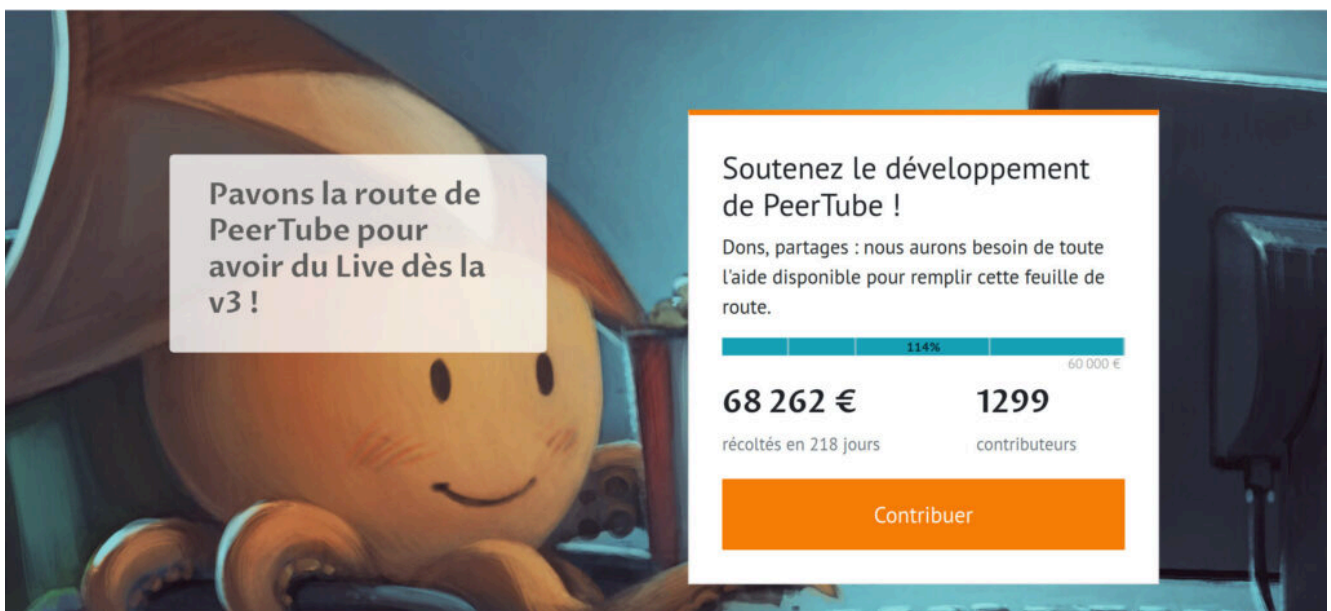 Pavons la route de
PeerTube pour
avoir du Live dès la
v3 !
Soutenez le développement
de PeerTube !
Dons, partages : nous aurons besoin de toute
l'aide disponible pour remplir cette feuille de
route.
114%
60 000 €
68 262 €
récoltés en 218 jours
1299
contributeurs
Contribuer